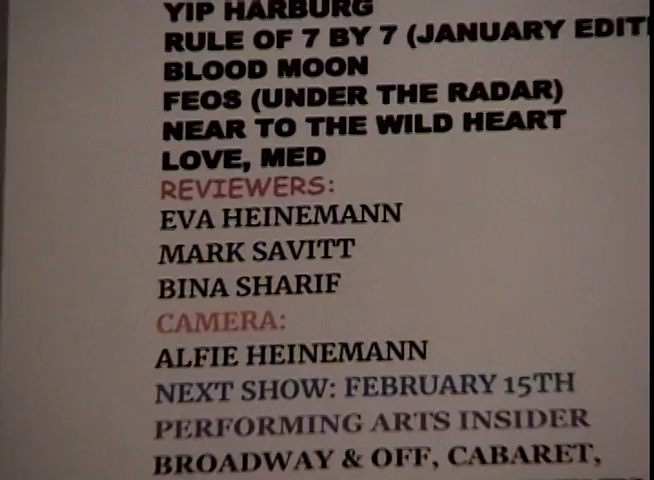 YIP HARBURG
RULE OF 7 BY 7 (JANUARY EDIT
BLOOD MOON
FEOS (UNDER THE RADAR)
NEAR TO THE WILD HEART
LOVE, MED
REVIEWERS:
EVA HEINEMANN
MARK SAVITT
BINA SHARIF
CAMERA:
ALFIE HEINEMANN
NEXT SHOW: FEBRUARY 15TH
PERFORMING ARTS INSIDER
BROADWAY & OFF, CABARET,